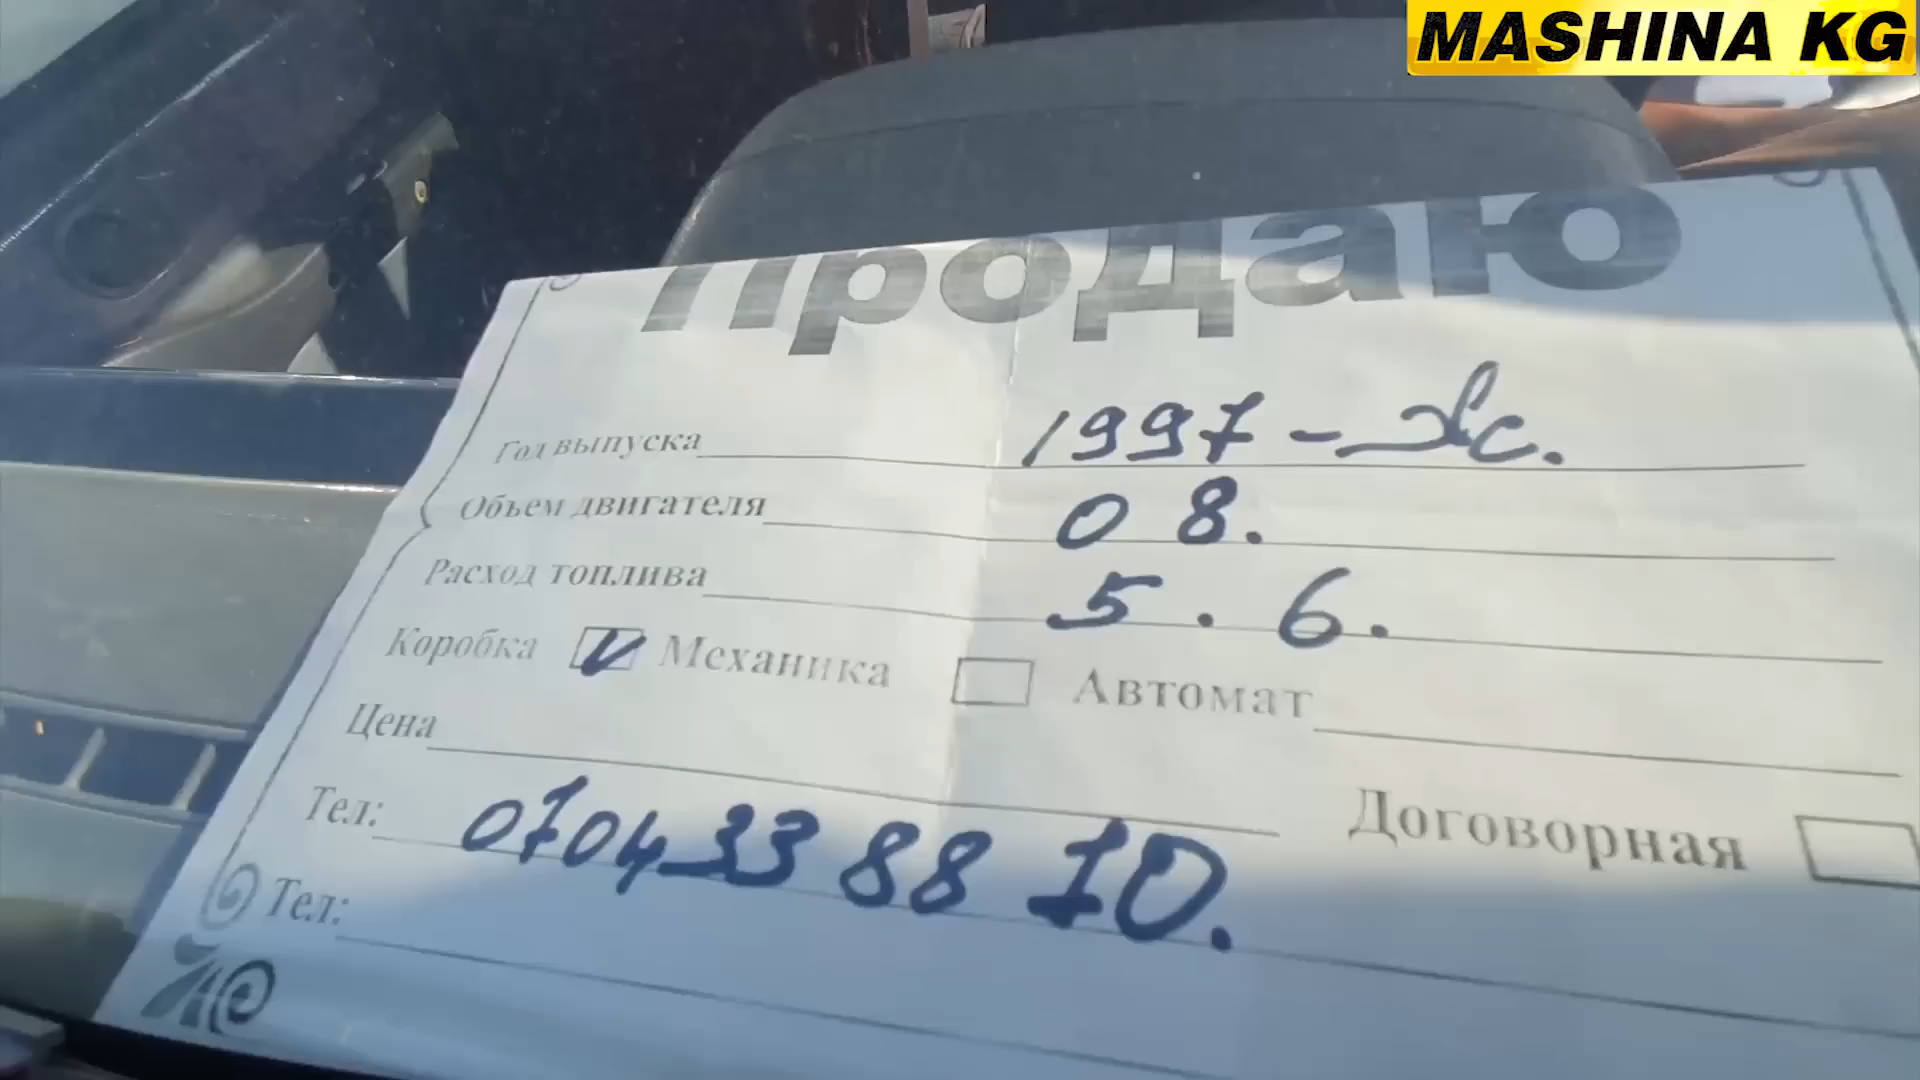 MASHINA KG
Продаю
Год выпуска 1997-ж.
Объем двигателя 0 8.
Расход топлива 5 . 6.
Коробка Механика Автомат
Цена
Договорная
Тел: 0704 33 88 10.
Тел: